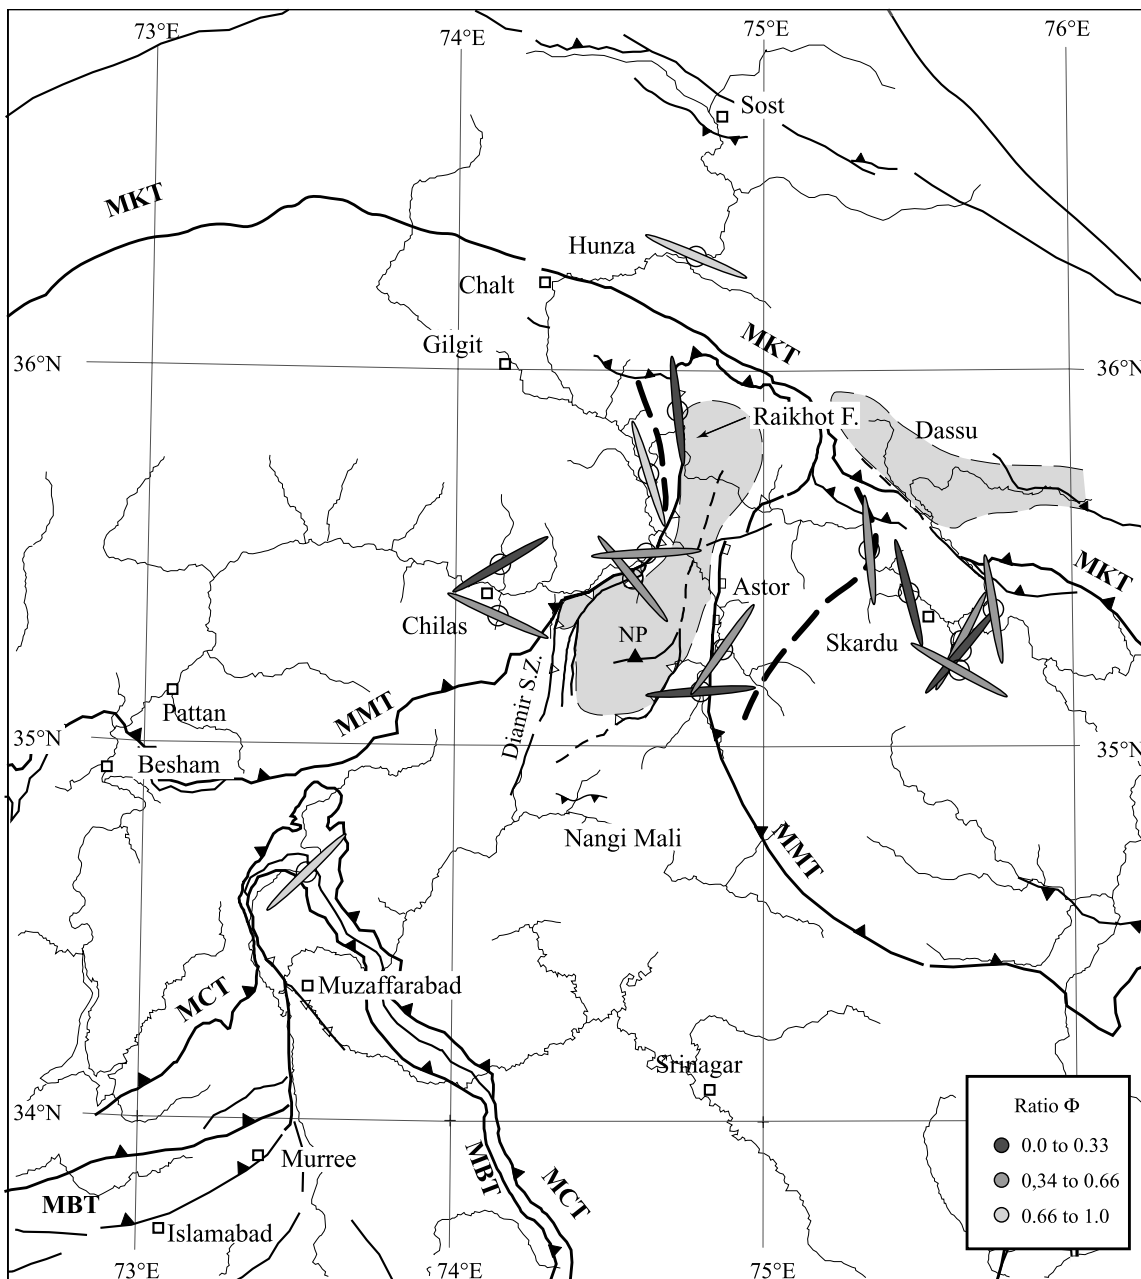 73°E
74°E
75°E
76°E
Sost
MKT
Hunza
Chalt
MKT
Gilgit
36°N
36°N
Raikhot F.
Dassu
MKT
Astor
Chilas
NP
Skardu
Diamir S.Z.
Pattan
MMT
35°N
35°N
Besham
Nangi Mali
MMT
Muzaffarabad
MCT
Srinagar
34°N
Murree
MBT
MCT
MBT
Islamabad
Ratio Φ
0.0 to 0.33
0,34 to 0.66
0.66 to 1.0
73°E
74°E
75°E